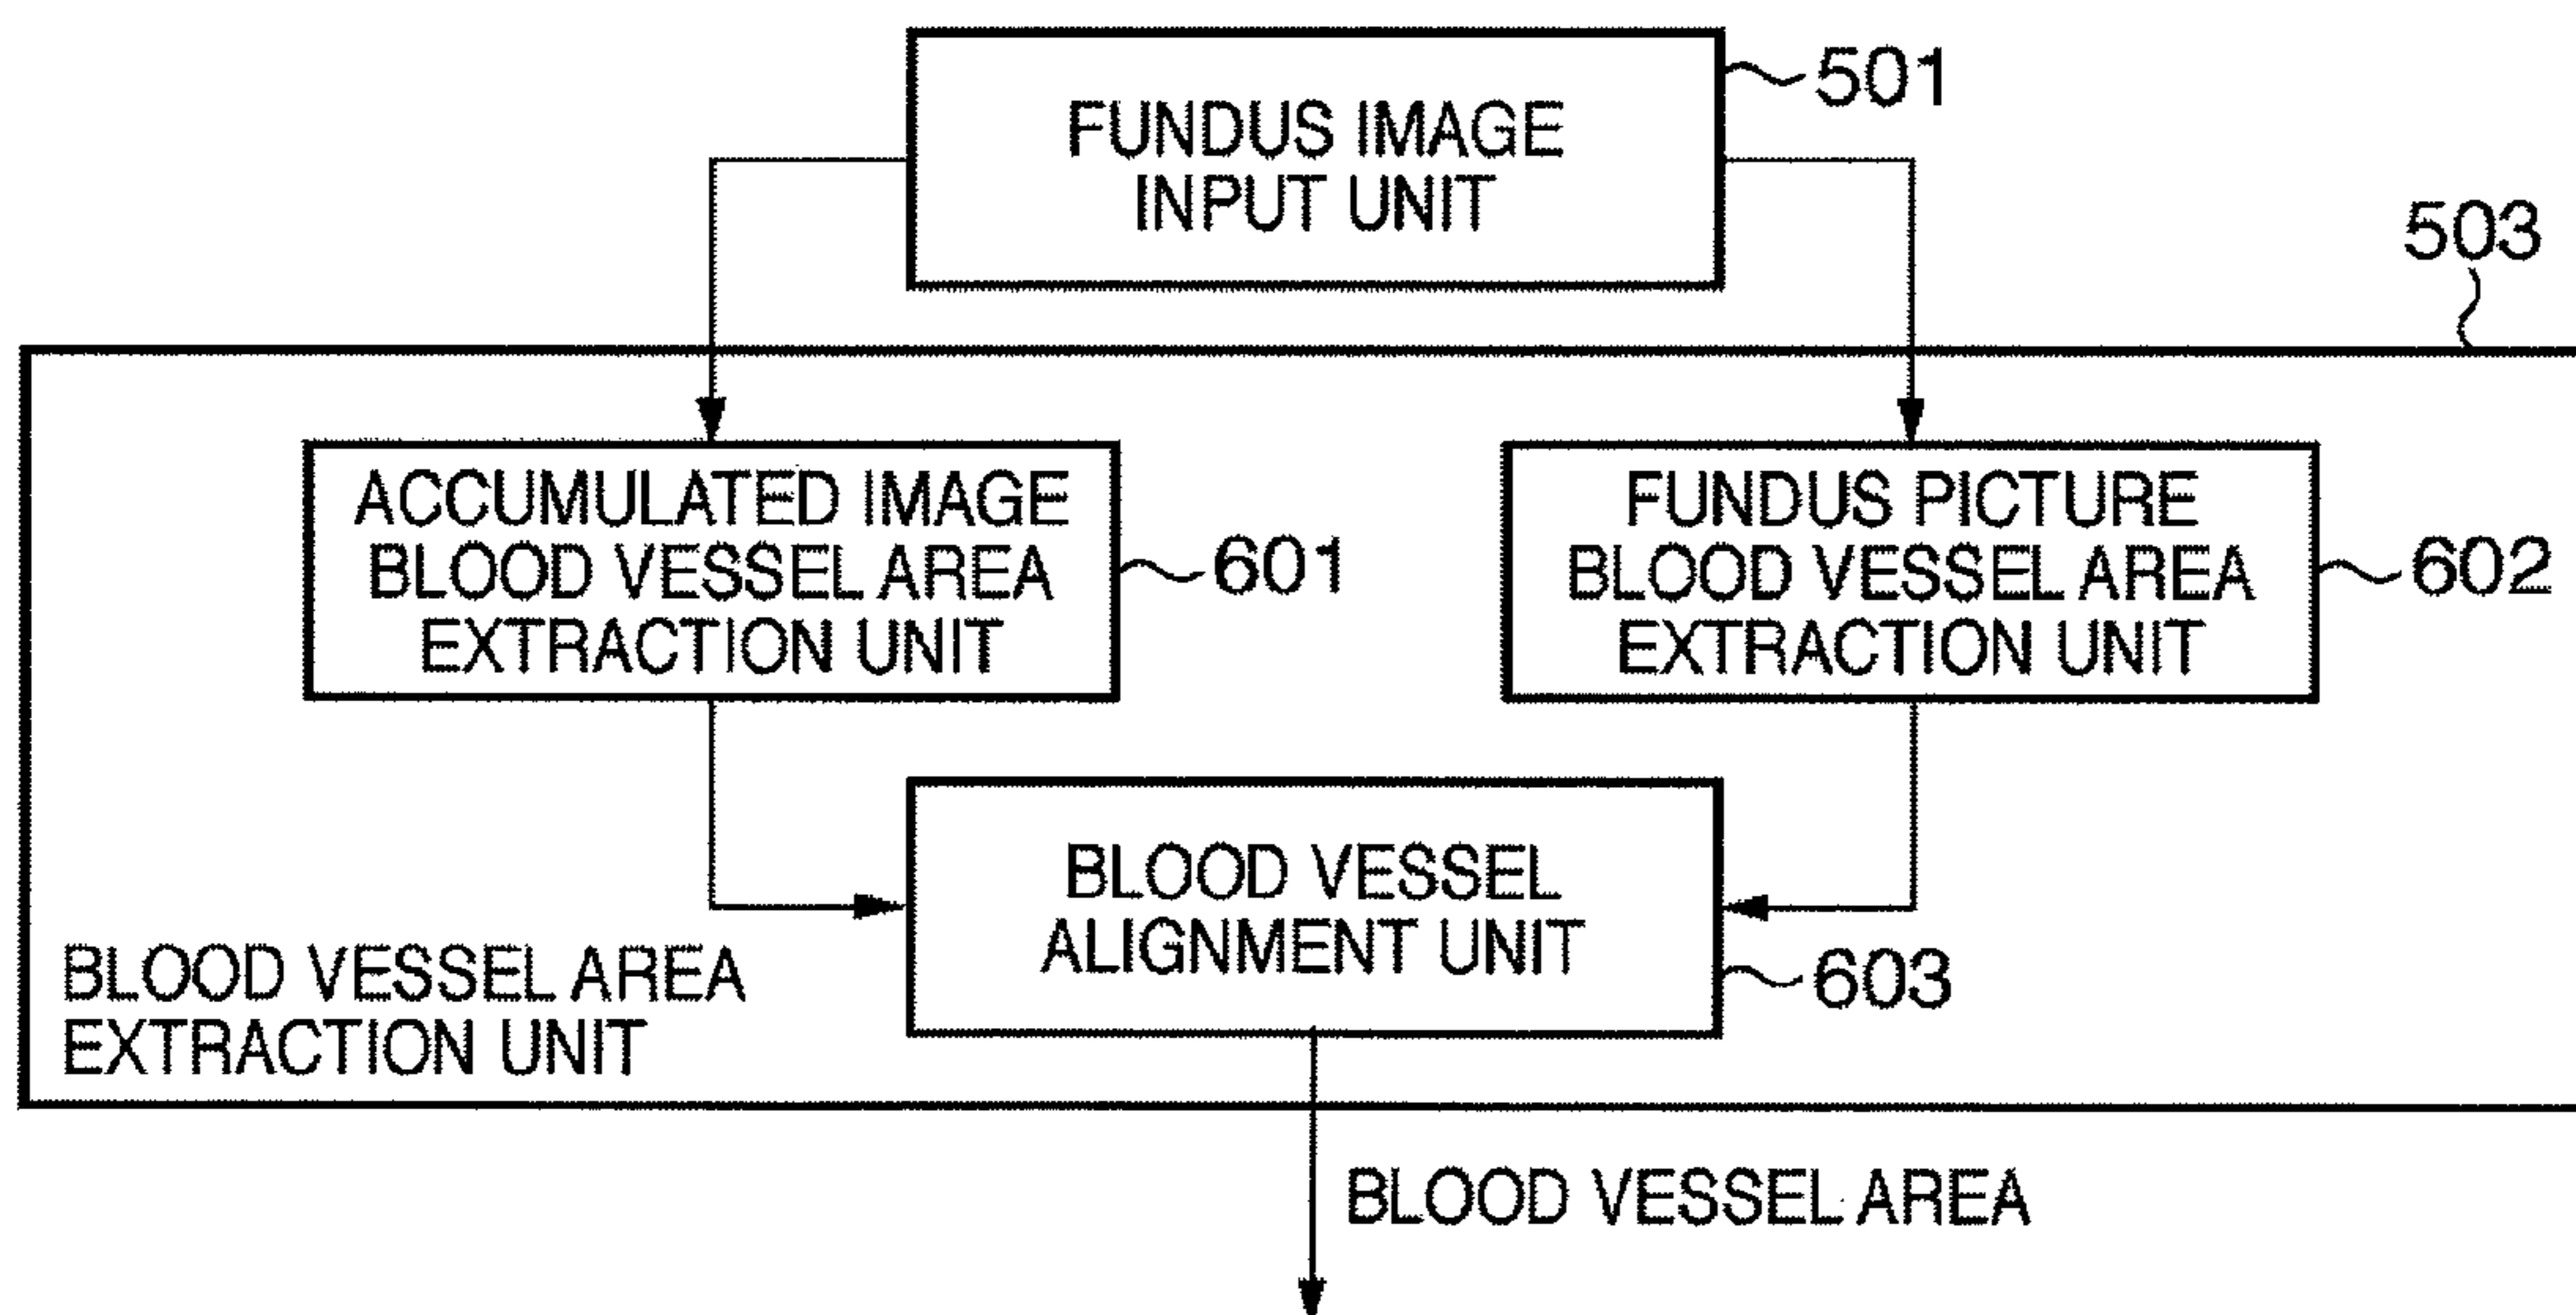 FUNDUS IMAGE
INPUT UNIT
501
503
ACCUMULATED IMAGE
BLOOD VESSEL AREA
EXTRACTION UNIT
601
FUNDUS PICTURE
BLOOD VESSEL AREA
EXTRACTION UNIT
602
BLOOD VESSEL
ALIGNMENT UNIT
603
BLOOD VESSEL AREA
EXTRACTION UNIT
BLOOD VESSEL AREA